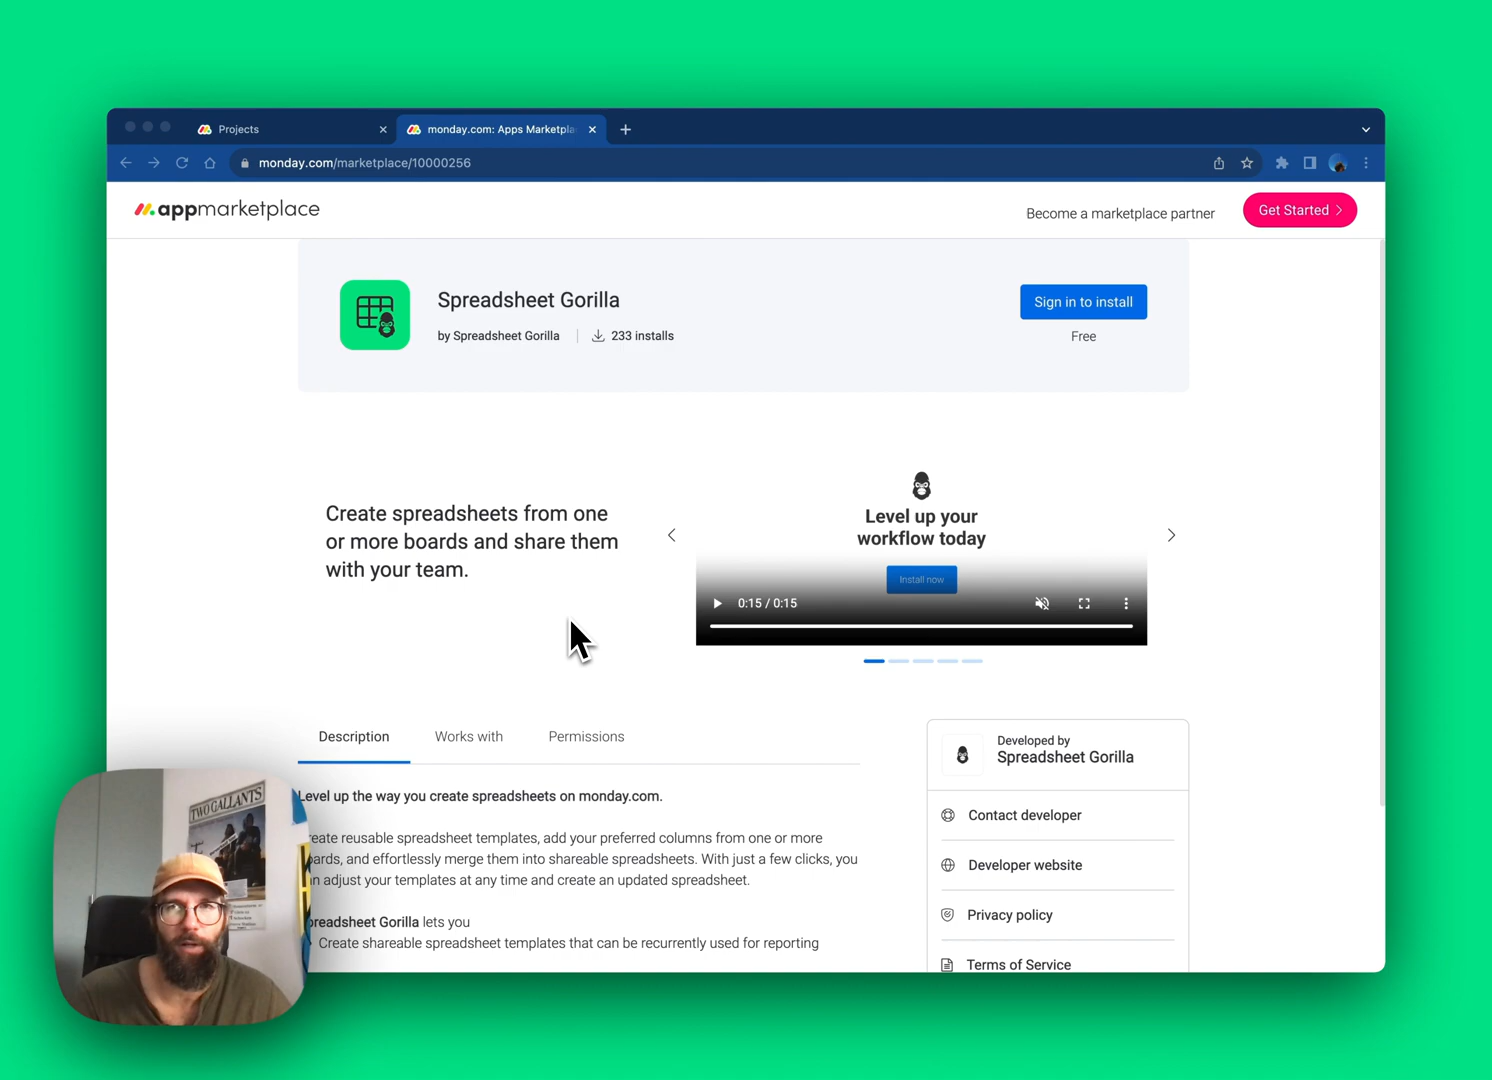 Projects
monday.com: Apps Marketpla
monday.com/marketplace/10000256
appmarketplace
Become a marketplace partner
Get Started
Spreadsheet Gorilla
by Spreadsheet Gorilla
233 installs
Sign in to install
Free
Create spreadsheets from one
or more boards and share them
with your team.
Level up your
workflow today
Install now
0:15 / 0:15
Description
Works with
Permissions
Level up the way you create spreadsheets on monday.com.
reate reusable spreadsheet templates, add your preferred columns from one or more
ards, and effortlessly merge them into shareable spreadsheets. With just a few clicks, you
n adjust your templates at any time and create an updated spreadsheet.
preadsheet Gorilla lets you
Create shareable spreadsheet templates that can be recurrently used for reporting
Developed by
Spreadsheet Gorilla
Contact developer
Developer website
Privacy policy
Terms of Service
TWO GALLANTS